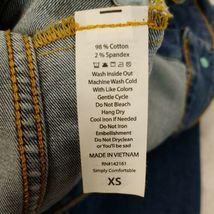 98 % Cotton
2 % Spandex
Wash Inside Out
Machine Wash Cold
With Like Colors
Gentle Cycle
Do Not Bleach
Hang Dry
Cool Iron if Needed
Do Not Iron
Embellishment
Do Not Dryclean
or You'll be Sad
MADE IN VIETNAM
RN#142161
Simply Comfortable
XS